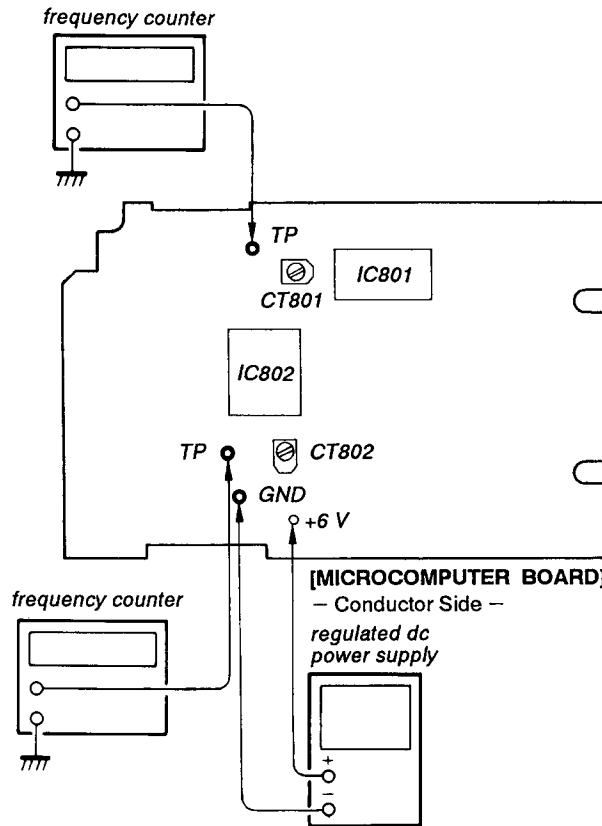 frequency counter
TP
IC801
CT801
IC802
TP
CT802
GND
+6 V
[MICROCOMPUTER BOARD]
– Conductor Side –
frequency counter
regulated dc
power supply
+
–